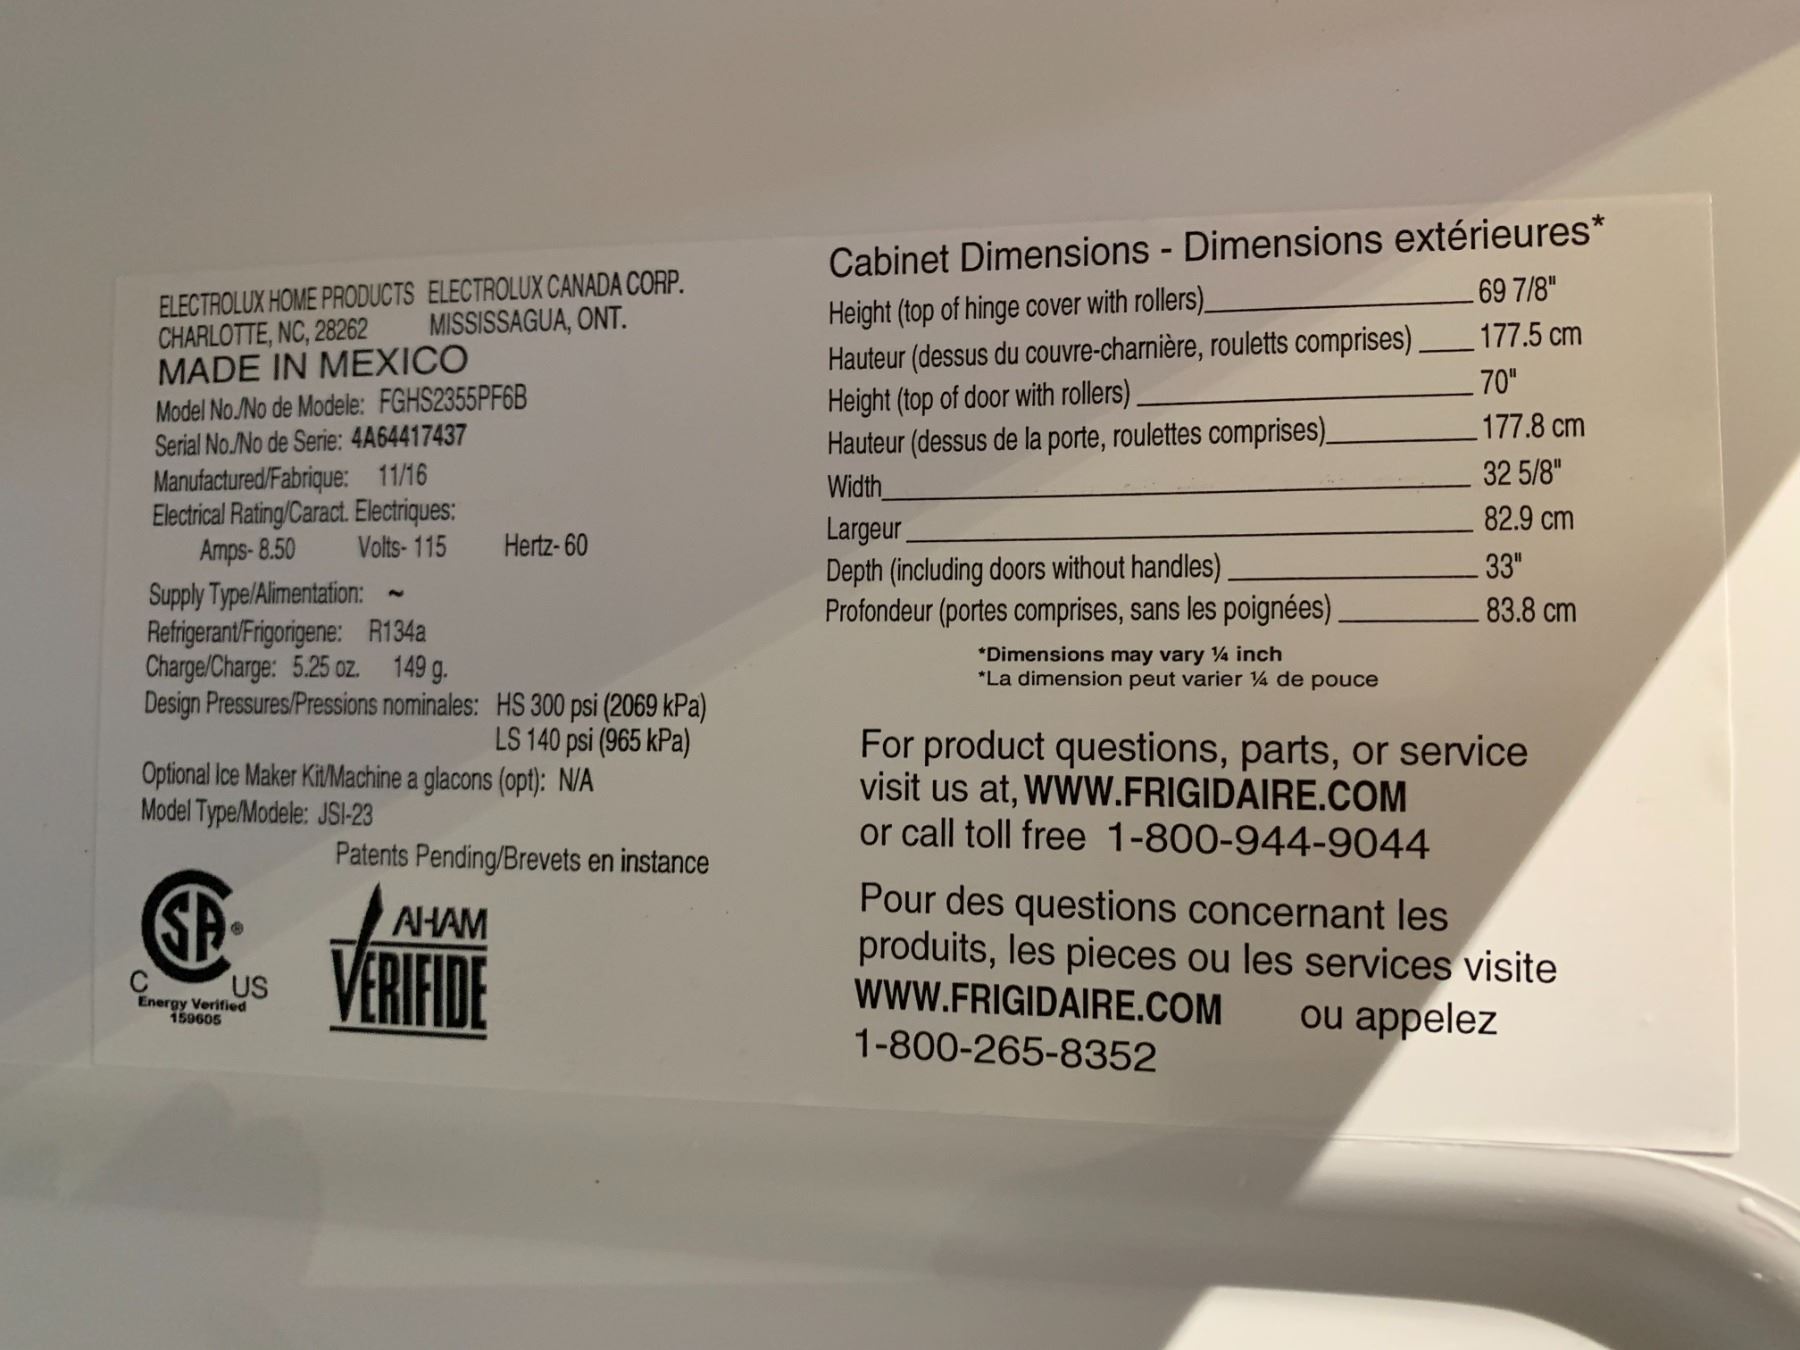 ELECTROLUX HOME PRODUCTS ELECTROLUX CANADA CORP.
CHARLOTTE, NC, 28262 MISSISSAGUA, ONT.
MADE IN MEXICO
Model No./No de Modele: FGHS2355PF6B
Serial No./No de Serie: 4A64417437
Manufactured/Fabrique: 11/16
Electrical Rating/Caract. Electriques:
Amps- 8.50 Volts- 115 Hertz- 60
Supply Type/Alimentation: ~
Refrigerant/Frigorigene: R134a
Charge/Charge: 5.25 oz. 149 g.
Design Pressures/Pressions nominales: HS 300 psi (2069 kPa)
LS 140 psi (965 kPa)
Optional Ice Maker Kit/Machine a glacons (opt): N/A
Model Type/Modele: JSI-23
Patents Pending/Brevets en instance
SA®
C US
Energy Verified
159605
AHAM
VERIFIDE
Cabinet Dimensions - Dimensions extérieures*
Height (top of hinge cover with rollers) 69 7/8"
Hauteur (dessus du couvre-charnière, rouletts comprises) 177.5 cm
Height (top of door with rollers) 70"
Hauteur (dessus de la porte, roulettes comprises) 177.8 cm
Width 32 5/8"
Largeur 82.9 cm
Depth (including doors without handles) 33"
Profondeur (portes comprises, sans les poignées) 83.8 cm
*Dimensions may vary ¼ inch
*La dimension peut varier ¼ de pouce
For product questions, parts, or service
visit us at, WWW.FRIGIDAIRE.COM
or call toll free 1-800-944-9044
Pour des questions concernant les
produits, les pieces ou les services visite
WWW.FRIGIDAIRE.COM ou appelez
1-800-265-8352